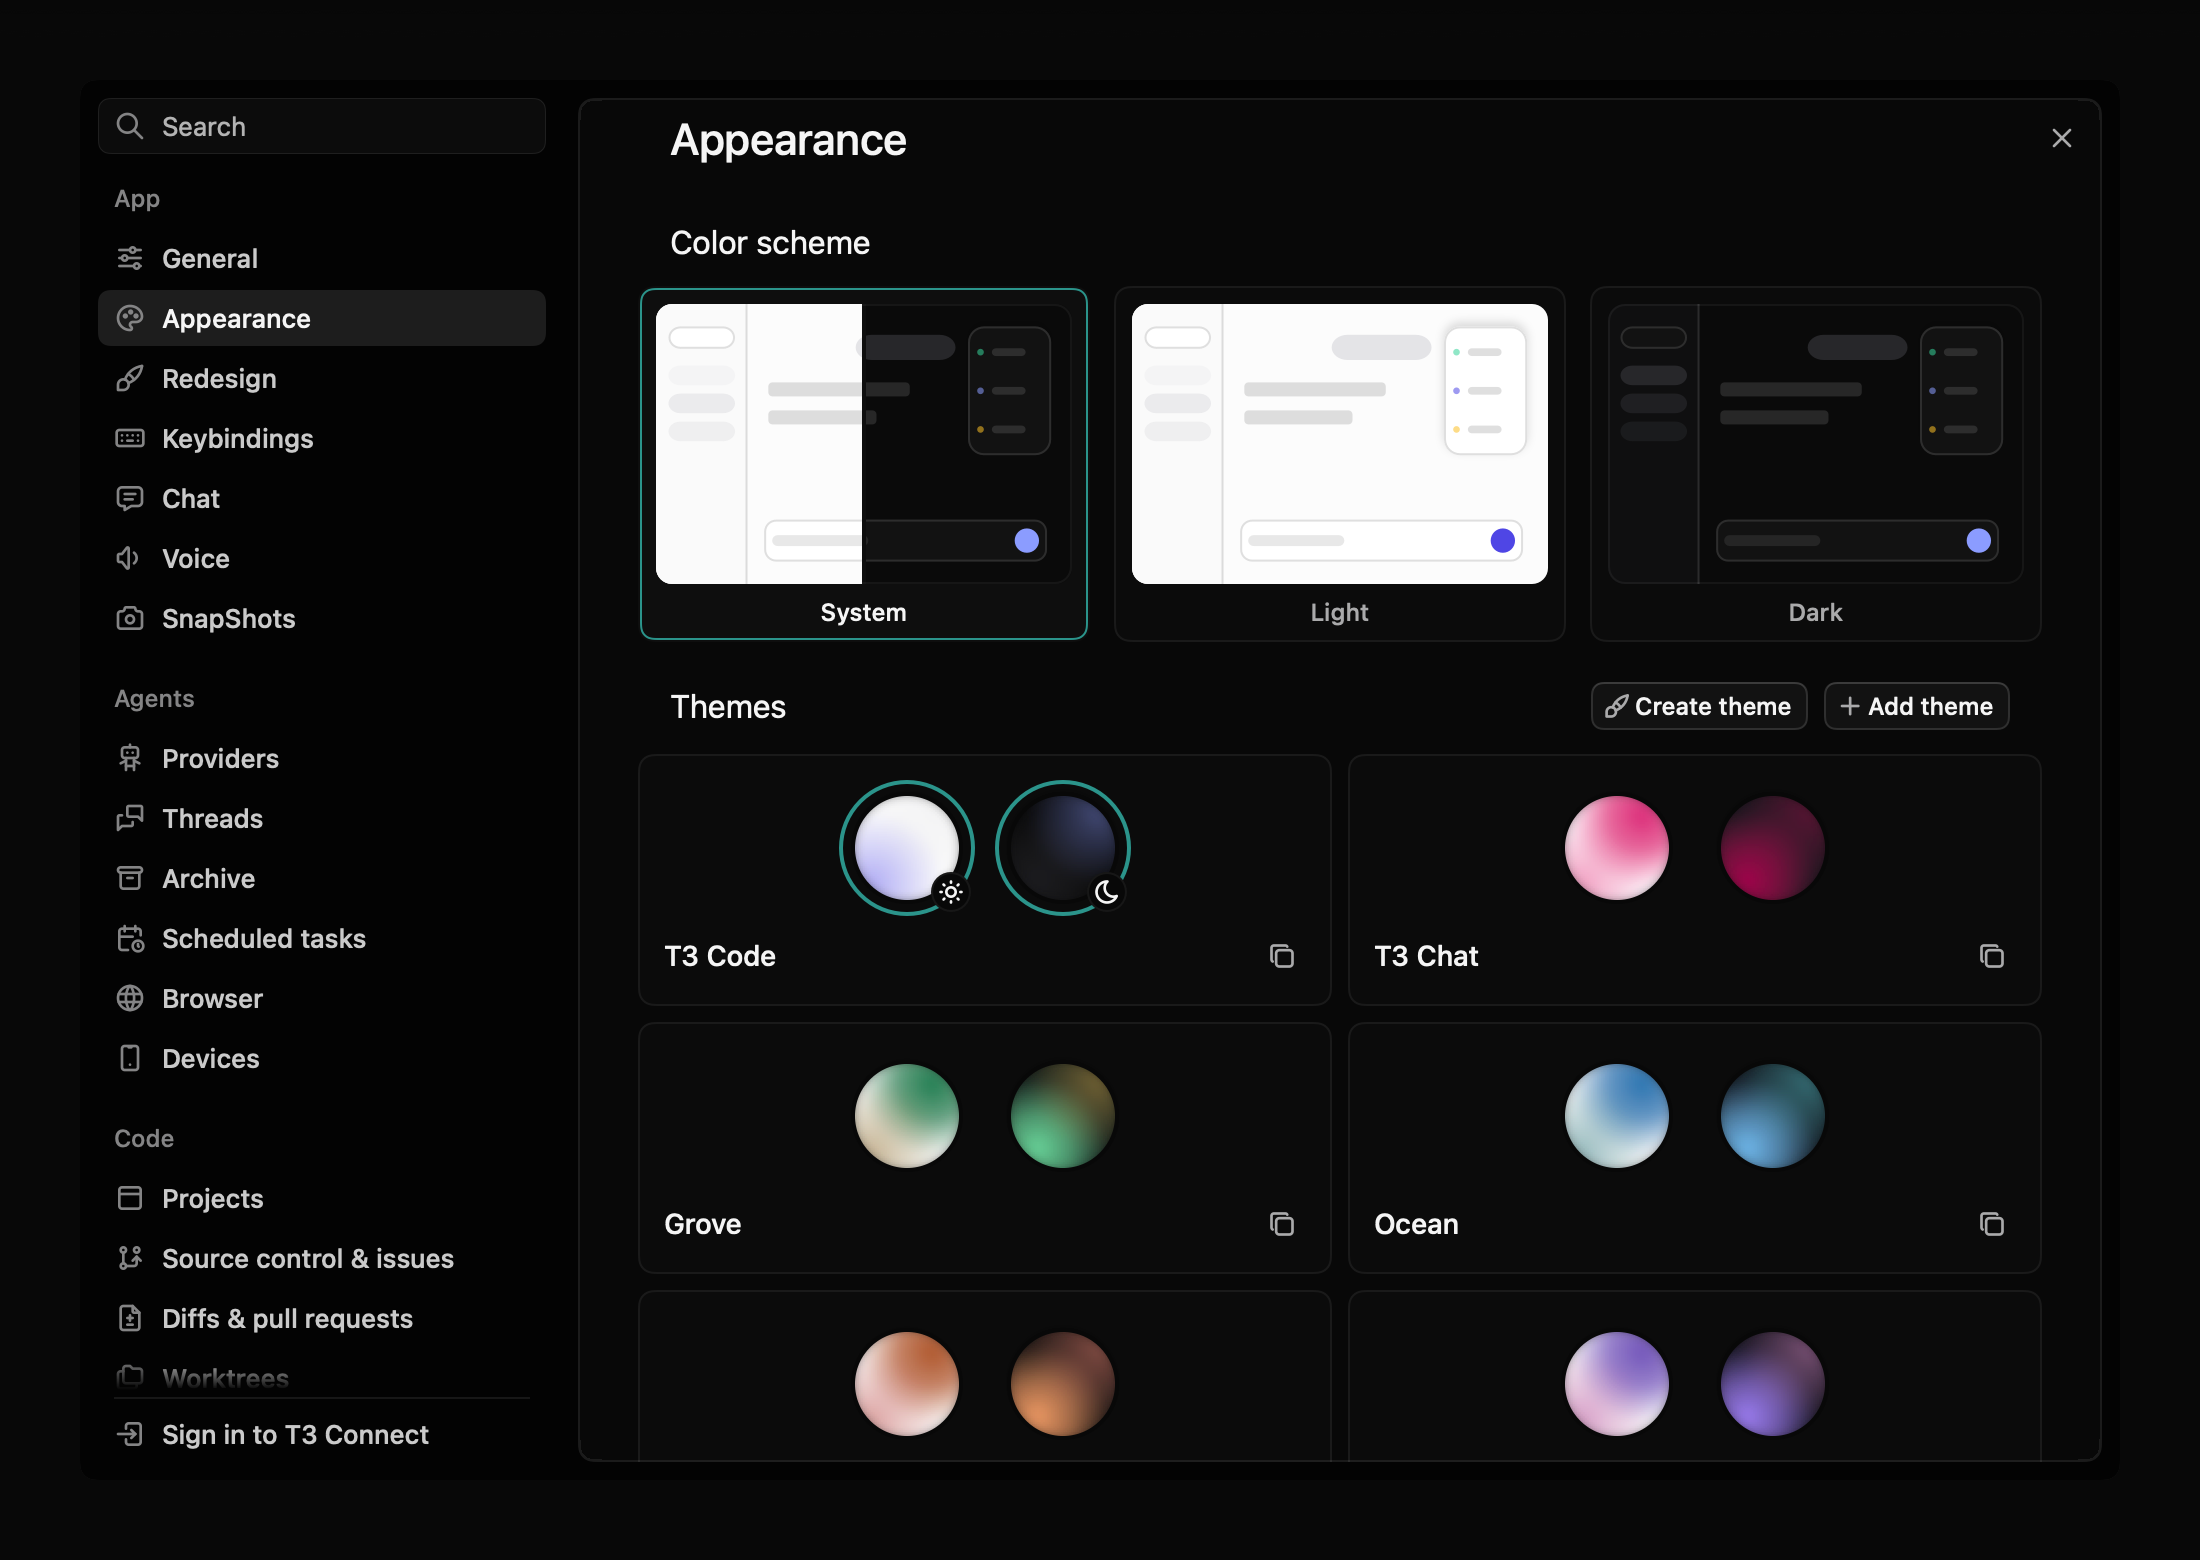 Search
App
General
Appearance
Redesign
Keybindings
Chat
Voice
SnapShots
Agents
Providers
Threads
Archive
Scheduled tasks
Browser
Devices
Code
Projects
Source control & issues
Diffs & pull requests
Worktrees
Sign in to T3 Connect
Appearance
Color scheme
System
Light
Dark
Themes
Create theme
Add theme
T3 Code
T3 Chat
Grove
Ocean